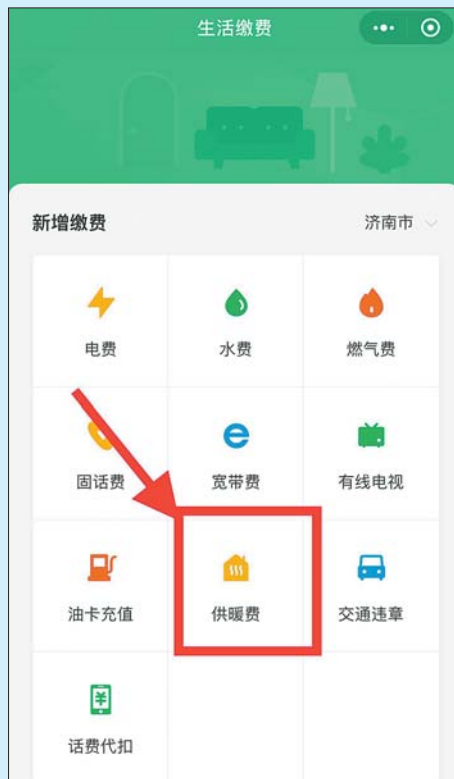 生活缴费
新增缴费 济南市
电费 水费 燃气费
固话费 宽带费 有线电视
油卡充值 供暖费 交通违章
话费代扣